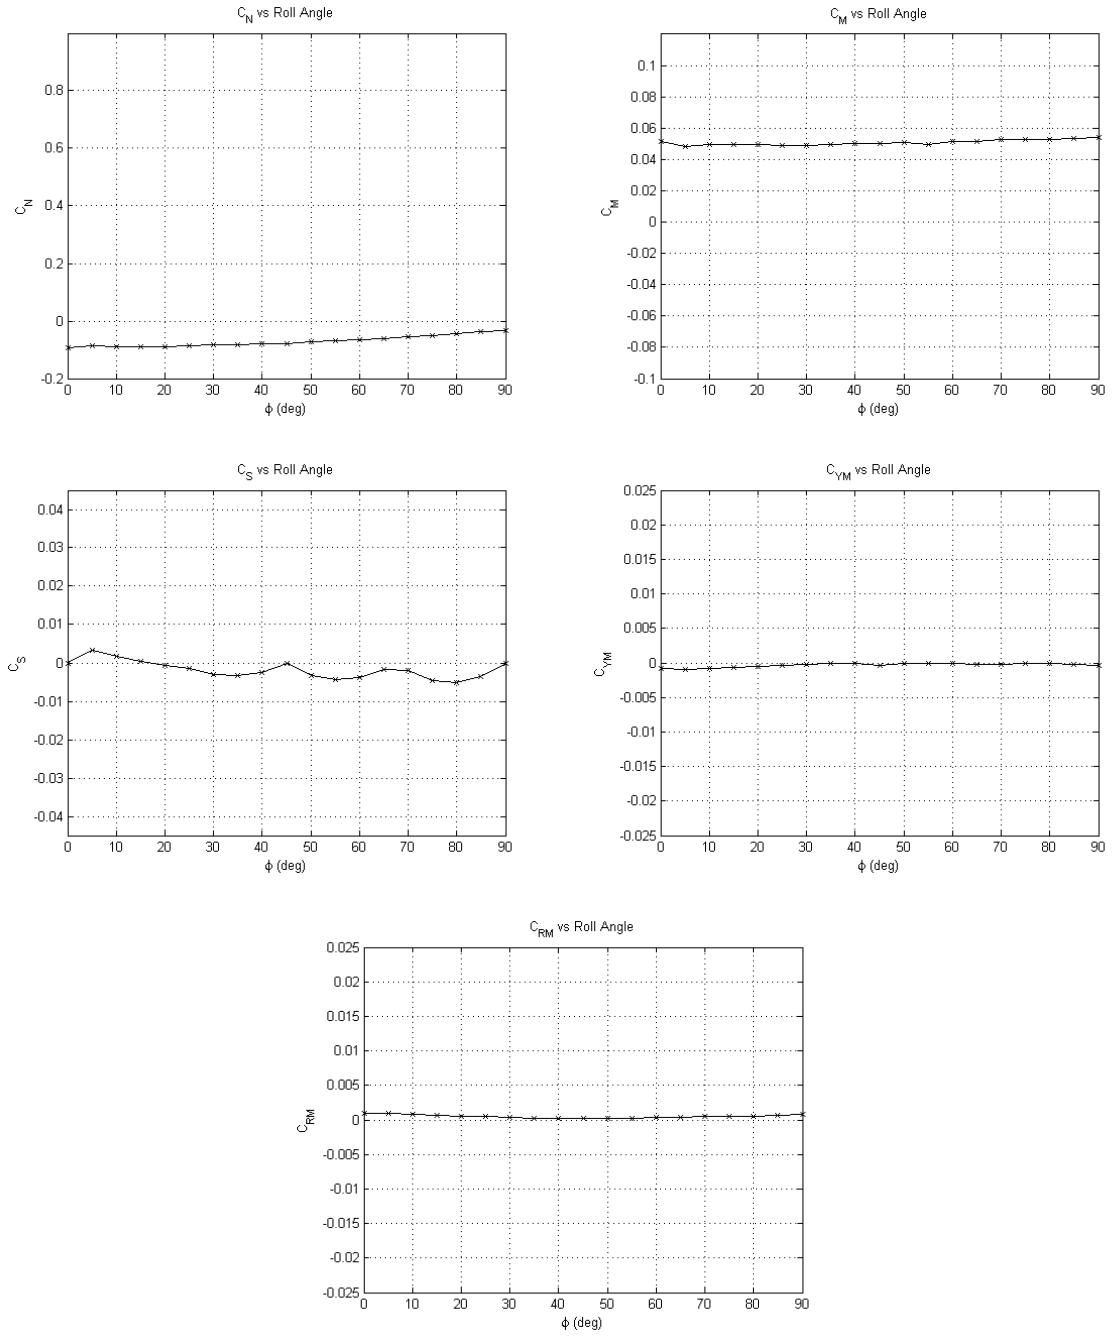 C_N vs Roll Angle
0.8
0.6
0.4
0.2
0
-0.2
C_N
0 10 20 30 40 50 60 70 80 90
ϕ (deg)
C_M vs Roll Angle
0.1
0.08
0.06
0.04
0.02
0
-0.02
-0.04
-0.06
-0.08
-0.1
C_M
0 10 20 30 40 50 60 70 80 90
ϕ (deg)
C_S vs Roll Angle
0.04
0.03
0.02
0.01
0
-0.01
-0.02
-0.03
-0.04
C_S
0 10 20 30 40 50 60 70 80 90
ϕ (deg)
C_YM vs Roll Angle
0.025
0.02
0.015
0.01
0.005
0
-0.005
-0.01
-0.015
-0.02
-0.025
C_YM
0 10 20 30 40 50 60 70 80 90
ϕ (deg)
C_RM vs Roll Angle
0.025
0.02
0.015
0.01
0.005
0
-0.005
-0.01
-0.015
-0.02
-0.025
C_RM
0 10 20 30 40 50 60 70 80 90
ϕ (deg)